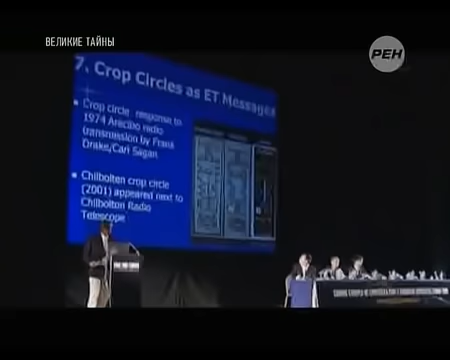 ВЕЛИКИЕ ТАЙНЫ
РЕН
7. Crop Circles as ET Messages
Crop circle response to
1974 Arecibo radio
transmission by Frank
Drake/Carl Sagan
Chilbolten crop circle
(2001) appeared next to
Chilbolton Radio
Telescope